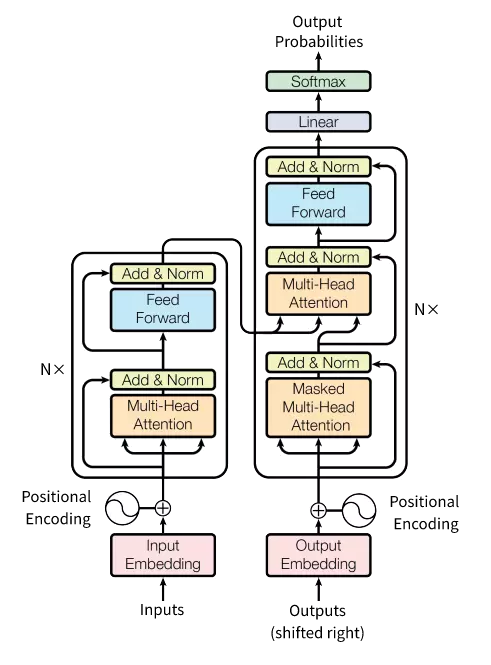 Output
Probabilities
Softmax
Linear
Add & Norm
Feed
Forward
Add & Norm
Multi-Head
Attention
Add & Norm
Masked
Multi-Head
Attention
N×
Add & Norm
Feed
Forward
Add & Norm
Multi-Head
Attention
N×
Positional
Encoding
Positional
Encoding
Input
Embedding
Output
Embedding
Inputs
Outputs
(shifted right)